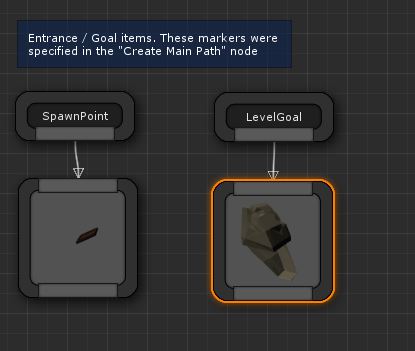 Entrance / Goal items. These markers were
specified in the "Create Main Path" node
SpawnPoint
LevelGoal